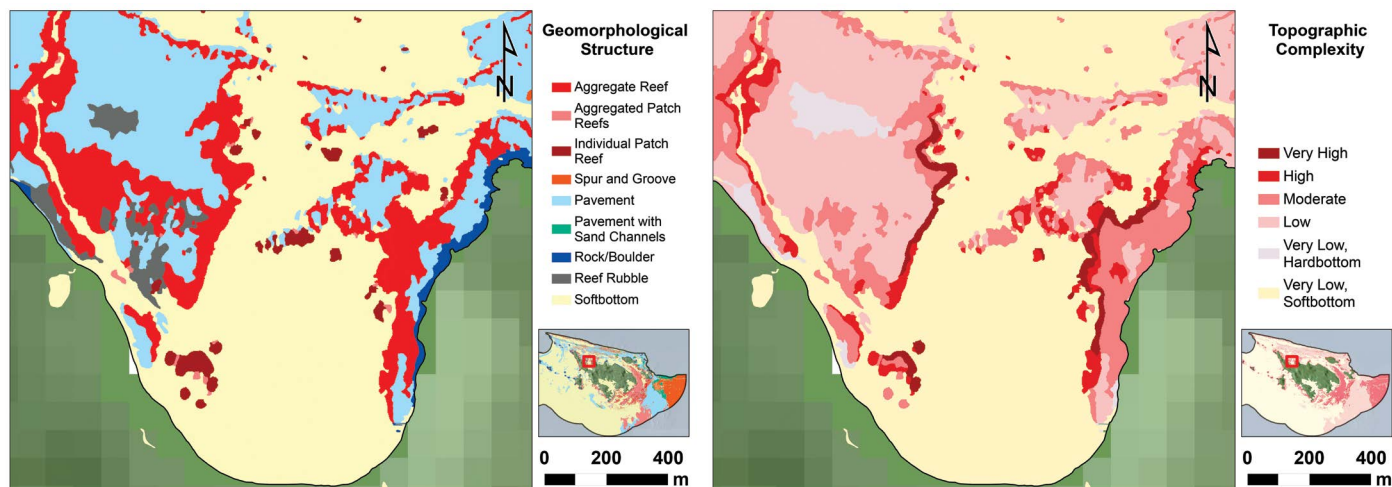 Geomorphological
Structure
N
Aggregate Reef
Aggregated Patch
Reefs
Individual Patch
Reef
Spur and Groove
Pavement
Pavement with
Sand Channels
Rock/Boulder
Reef Rubble
Softbottom
0 200 400
m
Topographic
Complexity
N
Very High
High
Moderate
Low
Very Low,
Hardbottom
Very Low,
Softbottom
0 200 400
m